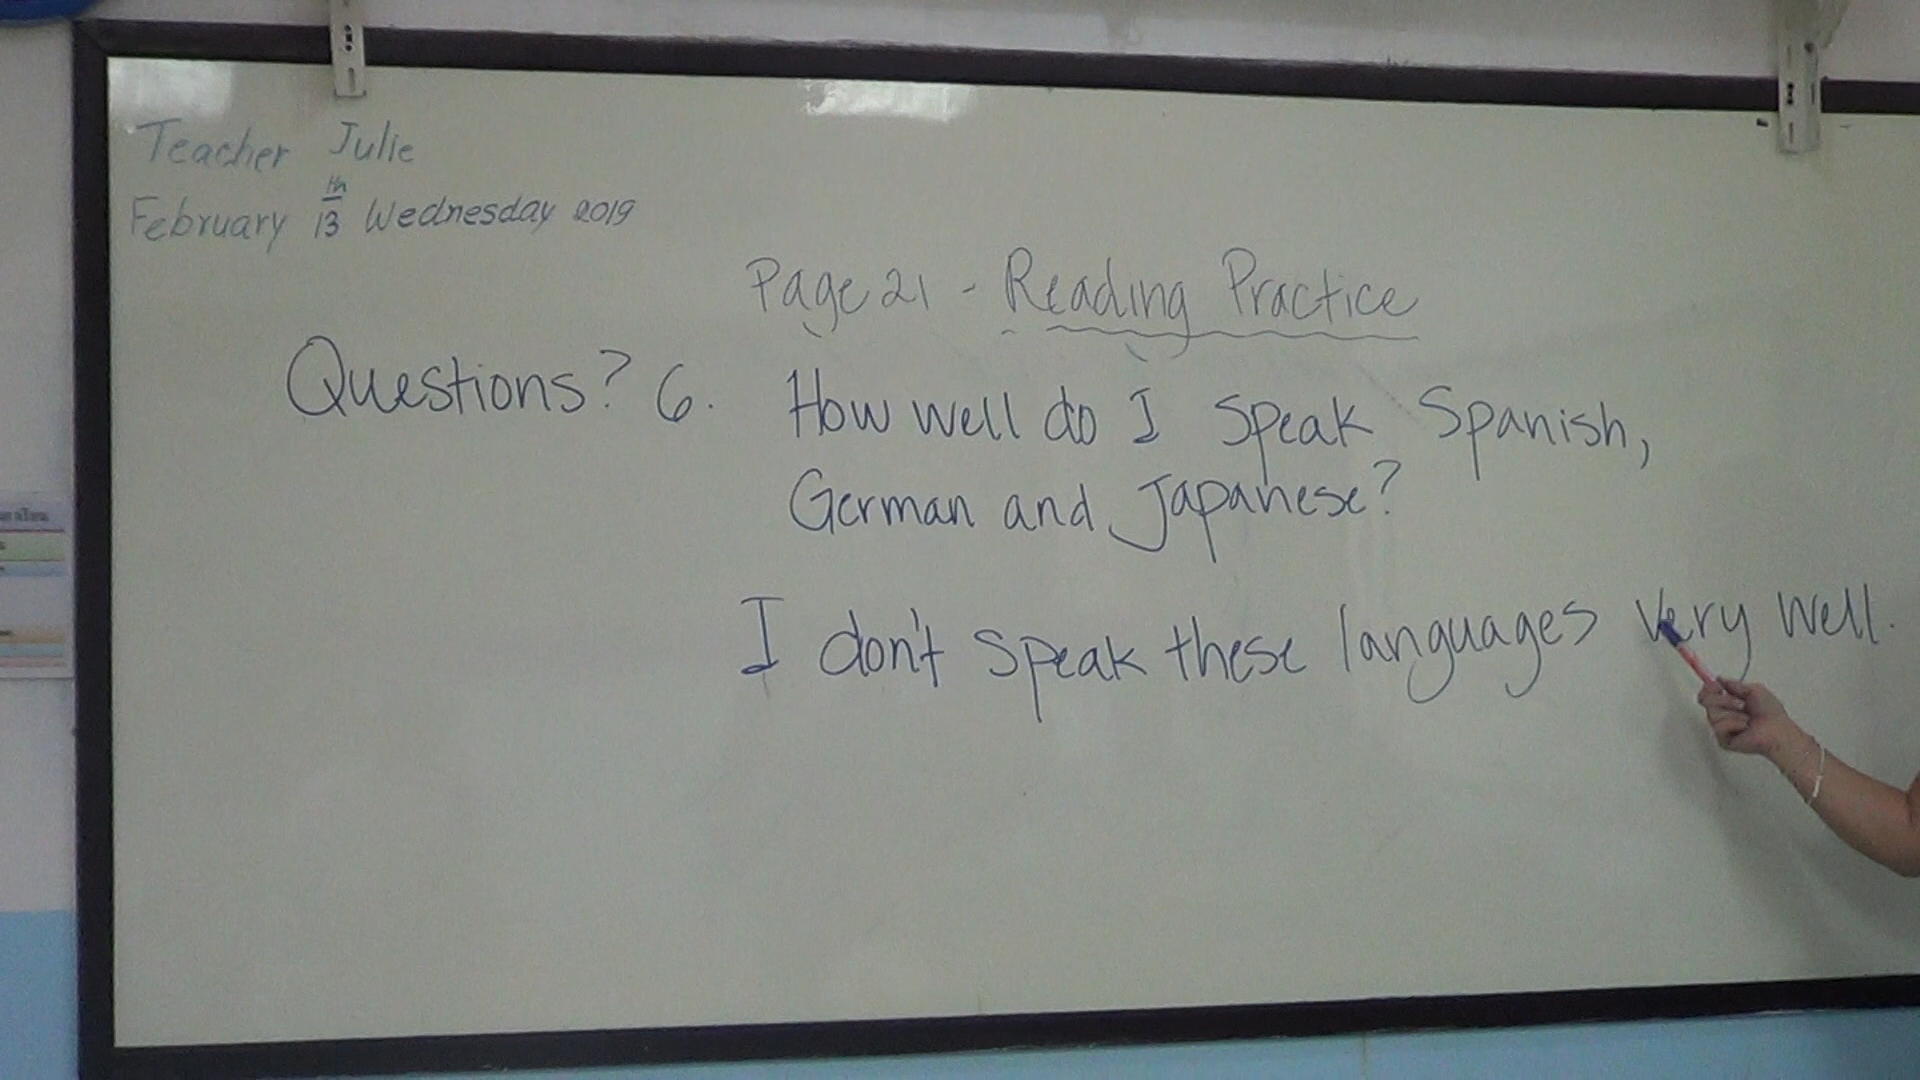 Teacher Julie
February 13th Wednesday 2019
Page 21 - Reading Practice
Questions? 6. How well do I speak Spanish,
German and Japanese?
I don't speak these languages very well.